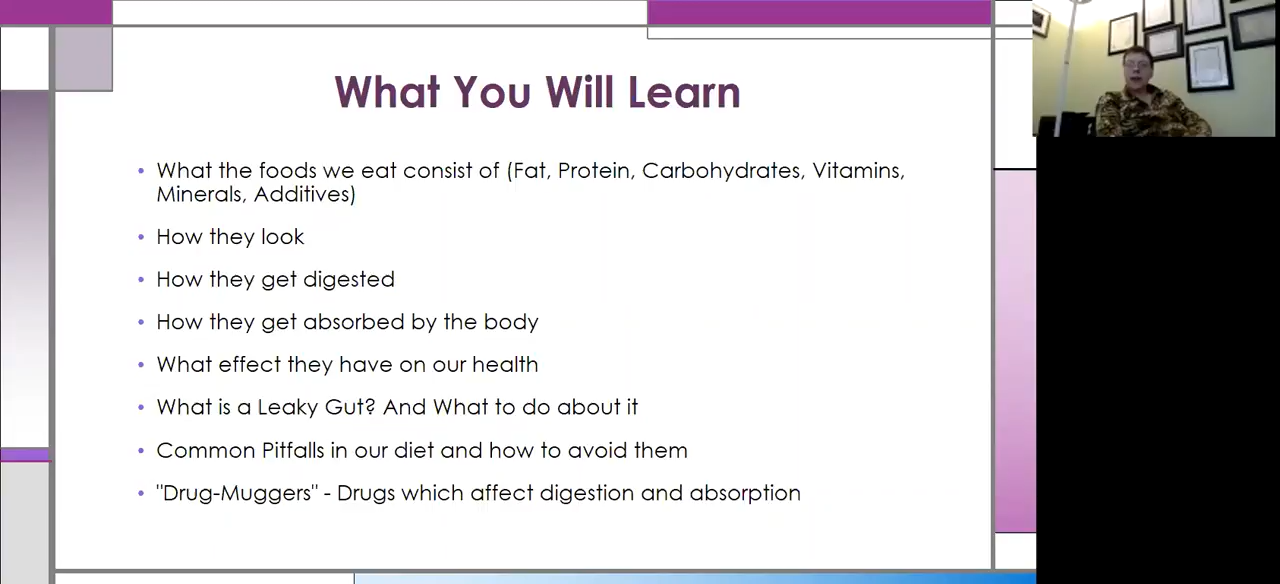 What You Will Learn
• What the foods we eat consist of (Fat, Protein, Carbohydrates, Vitamins,
Minerals, Additives)
• How they look
• How they get digested
• How they get absorbed by the body
• What effect they have on our health
• What is a Leaky Gut? And What to do about it
• Common Pitfalls in our diet and how to avoid them
• "Drug-Muggers" - Drugs which affect digestion and absorption